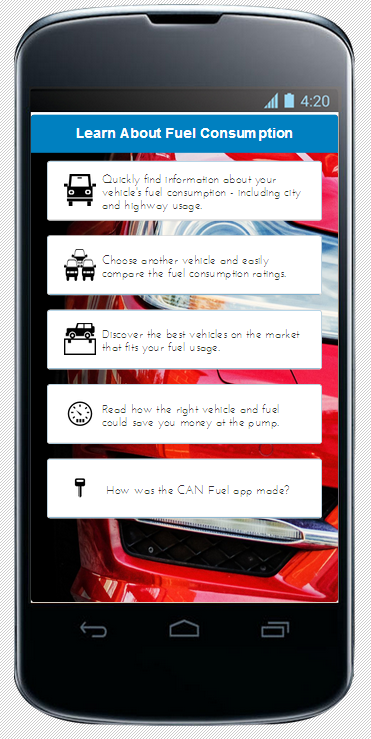 4:20
Learn About Fuel Consumption
Quickly find information about your
vehicle's fuel consumption - including city
and highway usage.
Choose another vehicle and easily
compare the fuel consumption ratings.
Discover the best vehicles on the market
that fits your fuel usage.
Read how the right vehicle and fuel
could save you money at the pump.
How was the CAN Fuel app made?